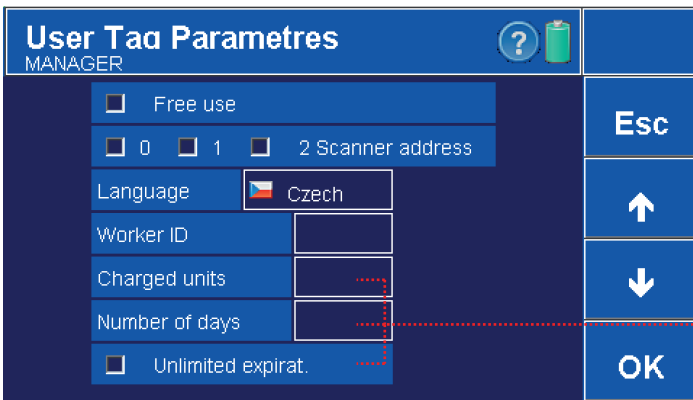 User Tag Parametres
MANAGER
?
Free use
Esc
0 1 2 Scanner address
Language Czech
Worker ID
Charged units
Number of days
Unlimited expirat.
OK